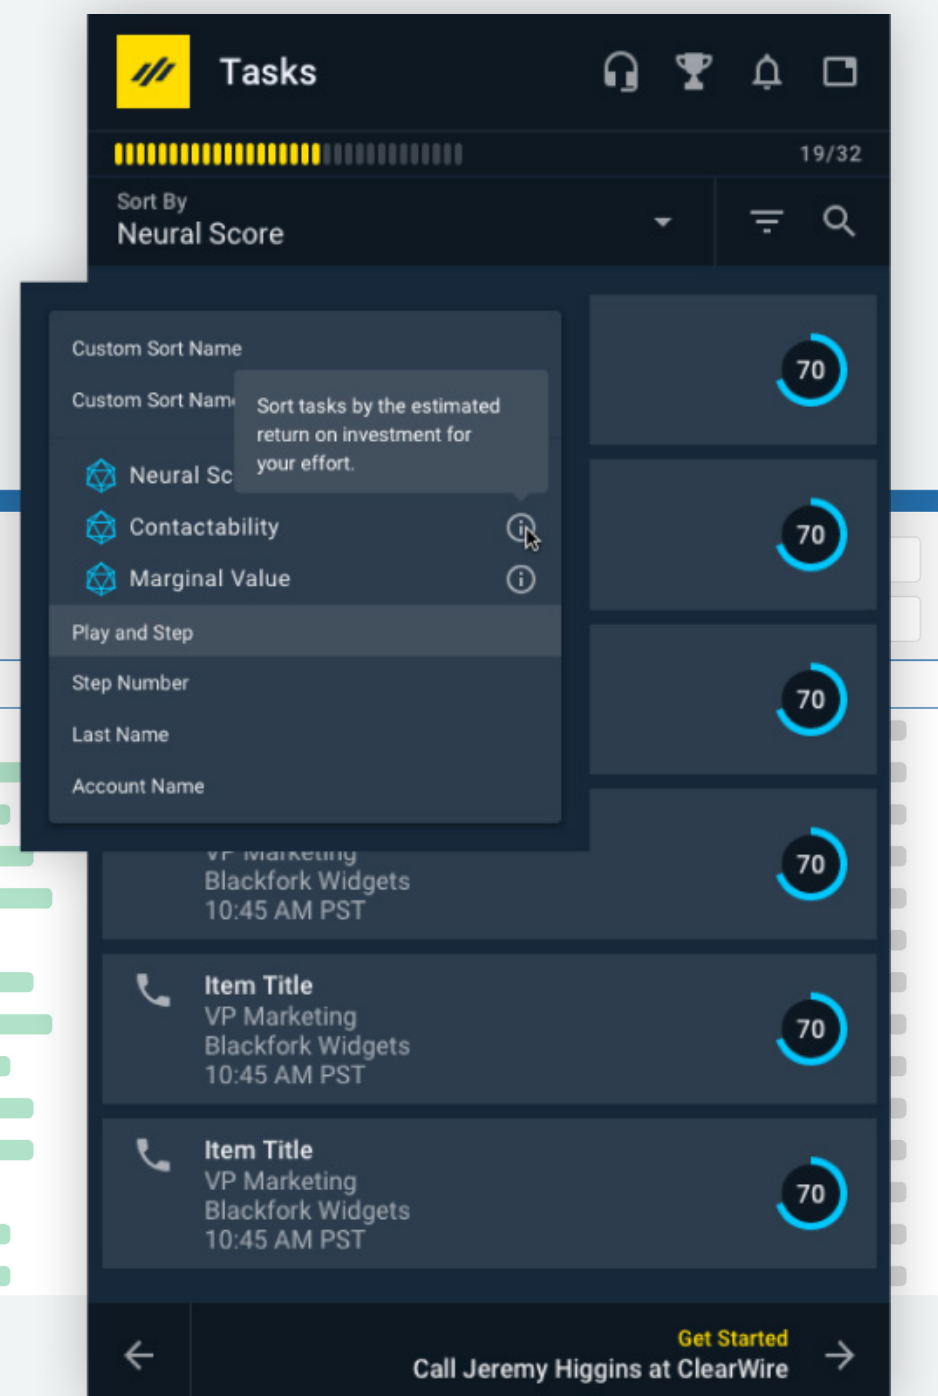 Tasks
19/32
Sort By
Neural Score
Custom Sort Name
Custom Sort Nam
Sort tasks by the estimated
return on investment for
your effort.
Neural Sc
Contactability
Marginal Value
Play and Step
Step Number
Last Name
Account Name
70
70
70
VP Marketing
Blackfork Widgets
10:45 AM PST
70
Item Title
VP Marketing
Blackfork Widgets
10:45 AM PST
70
Item Title
VP Marketing
Blackfork Widgets
10:45 AM PST
70
Get Started
Call Jeremy Higgins at ClearWire